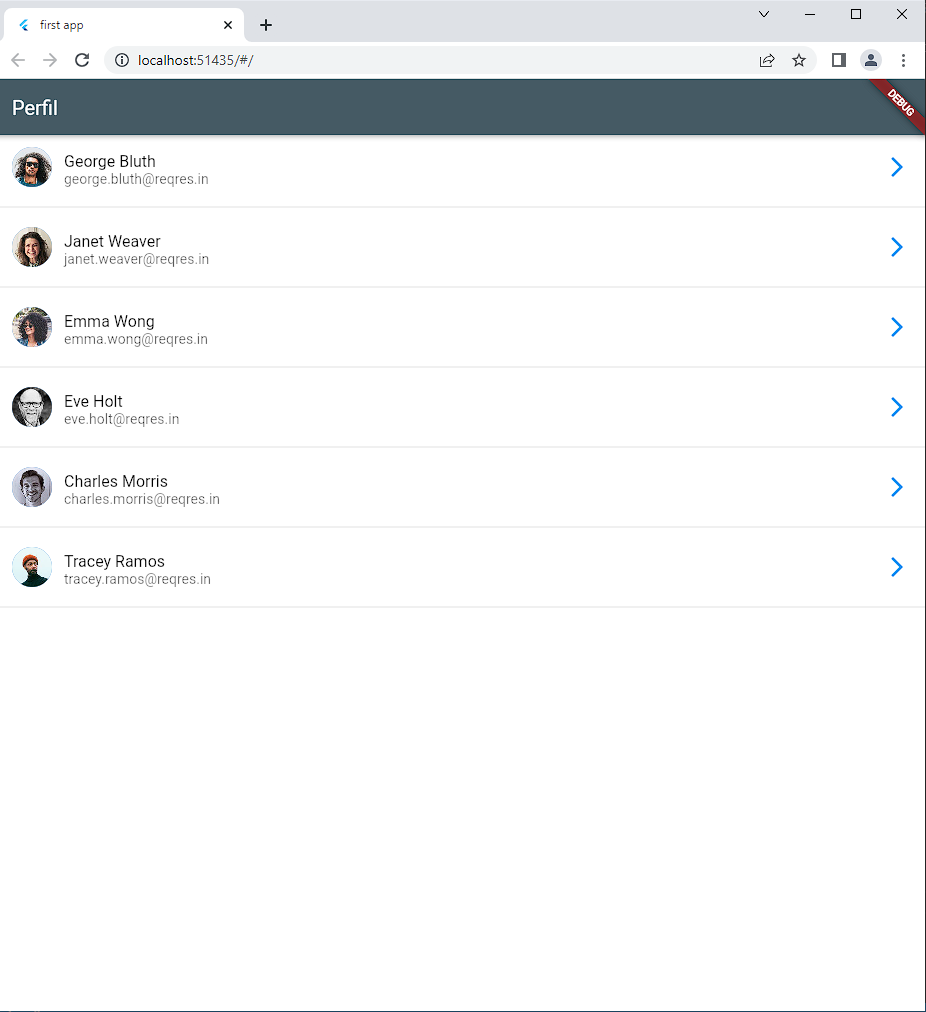 first app
localhost:51435/#/
Perfil
DEBUG
George Bluth
george.bluth@reqres.in
Janet Weaver
janet.weaver@reqres.in
Emma Wong
emma.wong@reqres.in
Eve Holt
eve.holt@reqres.in
Charles Morris
charles.morris@reqres.in
Tracey Ramos
tracey.ramos@reqres.in